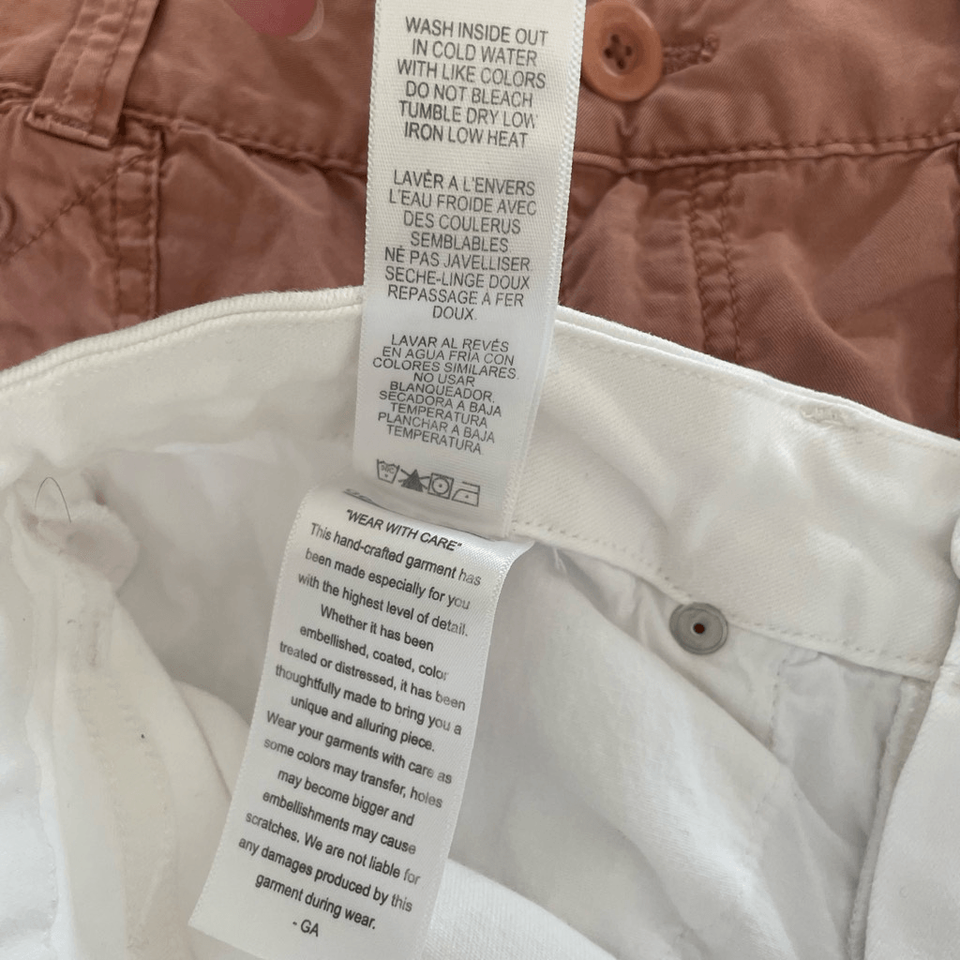 WASH INSIDE OUT
IN COLD WATER
WITH LIKE COLORS
DO NOT BLEACH
TUMBLE DRY LOW
IRON LOW HEAT
LAVÈR A L'ENVERS
L'EAU FROIDE AVEC
DES COULERUS
SEMBLABLES
NÉ PAS JAVELLISER
SECHE-LINGE DOUX
REPASSAGE À FER
DOUX.
LAVAR AL REVÉS
EN AGUA FRÍA CON
COLORES SIMILARES.
NO USAR
BLANQUEADOR.
SECADORA A BAJA
TEMPERATURA
PLANCHAR A BAJA
TEMPERATURA
"WEAR WITH CARE"
This hand-crafted garment has
been made especially for you
with the highest level of detail.
Whether it has been
embellished, coated, color
treated or distressed, it has been
thoughtfully made to bring you a
unique and alluring piece.
Wear your garments with care as
some colors may transfer, holes
may become bigger and
embellishments may cause
scratches. We are not liable for
any damages produced by this
garment during wear.
- GA